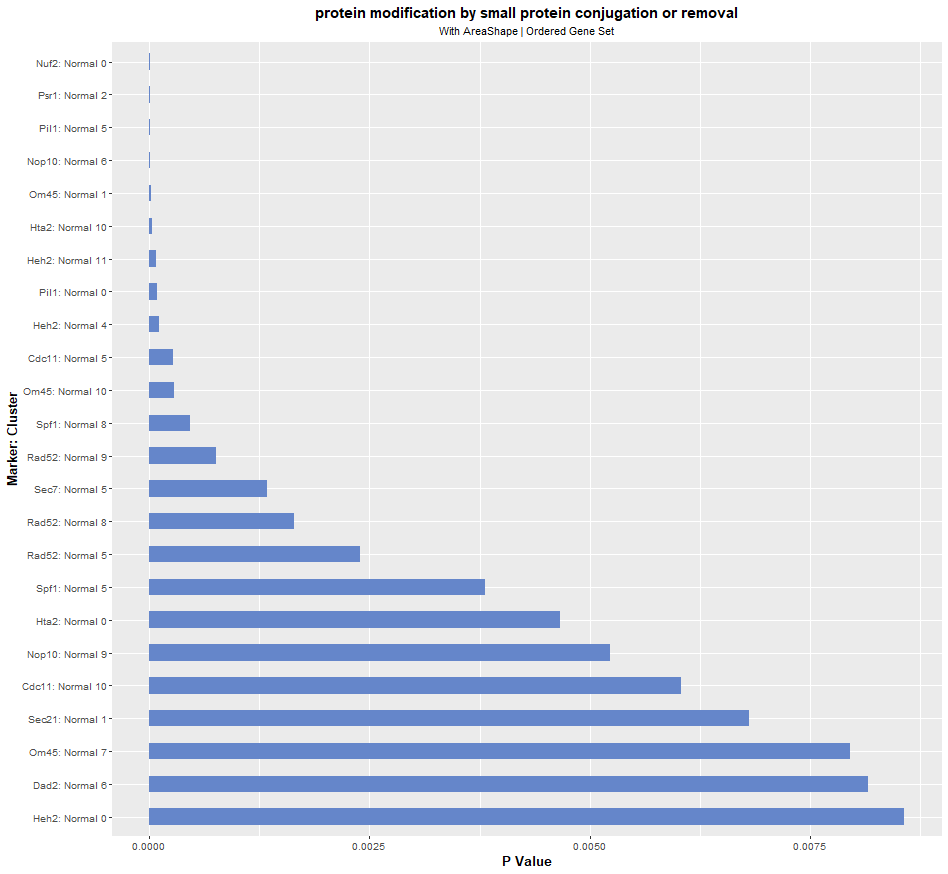 protein modification by small protein conjugation or removal
With AreaShape | Ordered Gene Set
Marker: Cluster
Nuf2: Normal 0
Psr1: Normal 2
Pil1: Normal 5
Nop10: Normal 6
Om45: Normal 1
Hta2: Normal 10
Heh2: Normal 11
Pil1: Normal 0
Heh2: Normal 4
Cdc11: Normal 5
Om45: Normal 10
Spf1: Normal 8
Rad52: Normal 9
Sec7: Normal 5
Rad52: Normal 8
Rad52: Normal 5
Spf1: Normal 5
Hta2: Normal 0
Nop10: Normal 9
Cdc11: Normal 10
Sec21: Normal 1
Om45: Normal 7
Dad2: Normal 6
Heh2: Normal 0
0.0000 0.0025 0.0050 0.0075
P Value